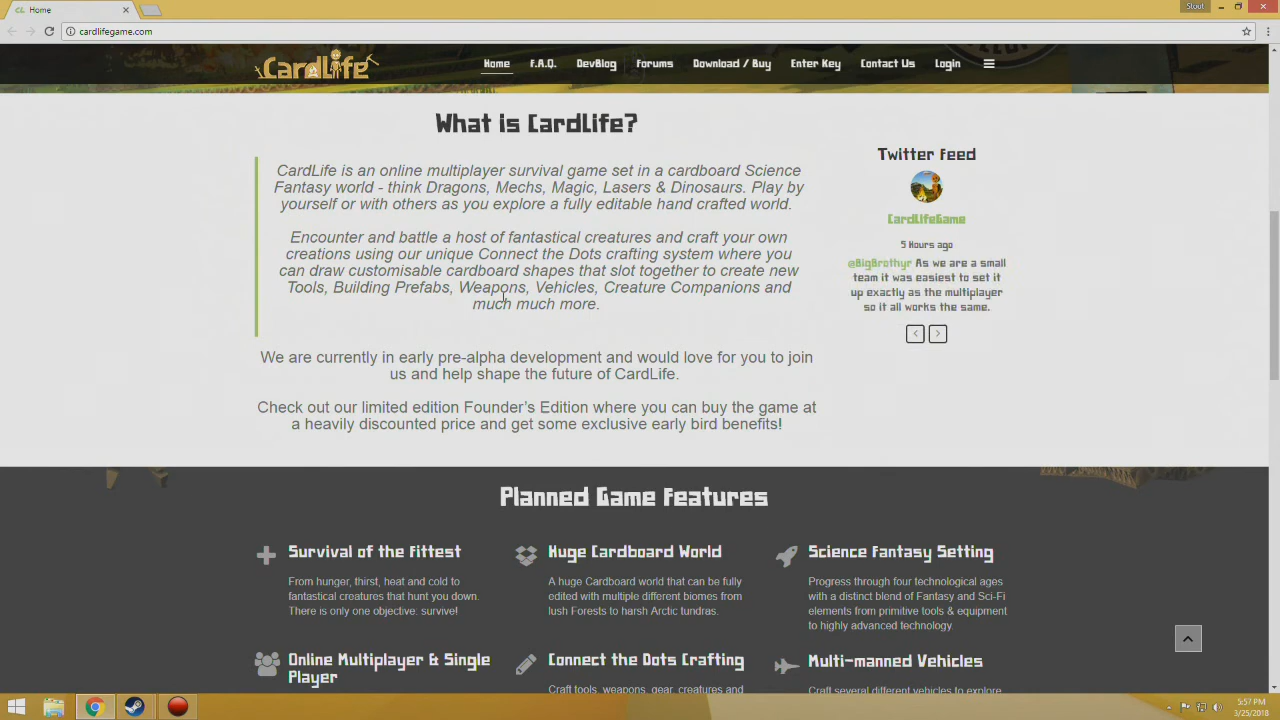 CL Home
Stout
cardlifegame.com
CardLife
Home
F.A.Q.
DevBlog
Forums
Download / Buy
Enter Key
Contact Us
Login
What is CardLife?
CardLife is an online multiplayer survival game set in a cardboard Science
Fantasy world - think Dragons, Mechs, Magic, Lasers & Dinosaurs. Play by
yourself or with others as you explore a fully editable hand crafted world.
Encounter and battle a host of fantastical creatures and craft your own
creations using our unique Connect the Dots crafting system where you
can draw customisable cardboard shapes that slot together to create new
Tools, Building Prefabs, Weapons, Vehicles, Creature Companions and
much much more.
We are currently in early pre-alpha development and would love for you to join
us and help shape the future of CardLife.
Check out our limited edition Founder's Edition where you can buy the game at
a heavily discounted price and get some exclusive early bird benefits!
Twitter Feed
CardLifeGame
5 Hours ago
@BigBrothyr As we are a small
team it was easiest to set it
up exactly as the multiplayer
so it all works the same.
Planned Game Features
Survival of the Fittest
From hunger, thirst, heat and cold to
fantastical creatures that hunt you down.
There is only one objective: survive!
Huge Cardboard World
A huge Cardboard world that can be fully
edited with multiple different biomes from
lush Forests to harsh Arctic tundras.
Science Fantasy Setting
Progress through four technological ages
with a distinct blend of Fantasy and Sci-Fi
elements from primitive tools & equipment
to highly advanced technology.
Online Multiplayer & Single
Player
Connect the Dots Crafting
Craft tools, weapons, gear, creatures and
Multi-manned Vehicles
Craft several different vehicles to explore
5:57 PM
3/25/2018